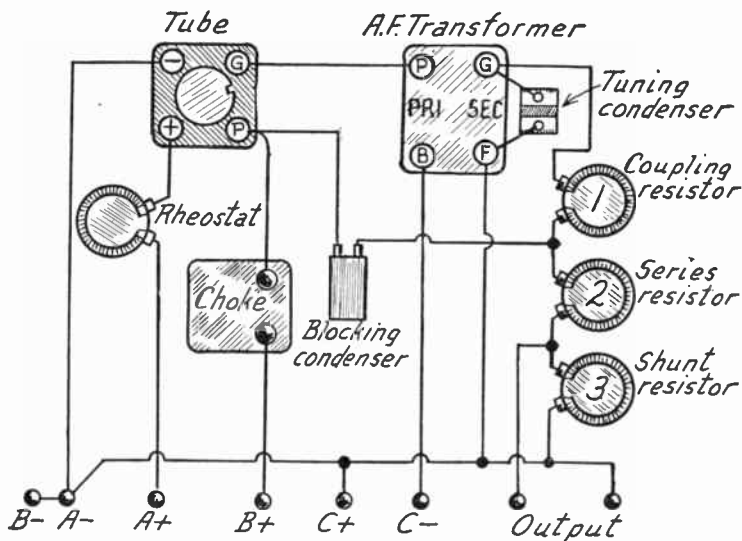 Tube
A.F. Transformer
−
G
+
P
P
G
PRI SEC
B
F
Tuning
condenser
Coupling
resistor
1
Rheostat
Choke
Blocking
condenser
Series
resistor
2
Shunt
resistor
3
B- A- A+ B+ C+ C- Output